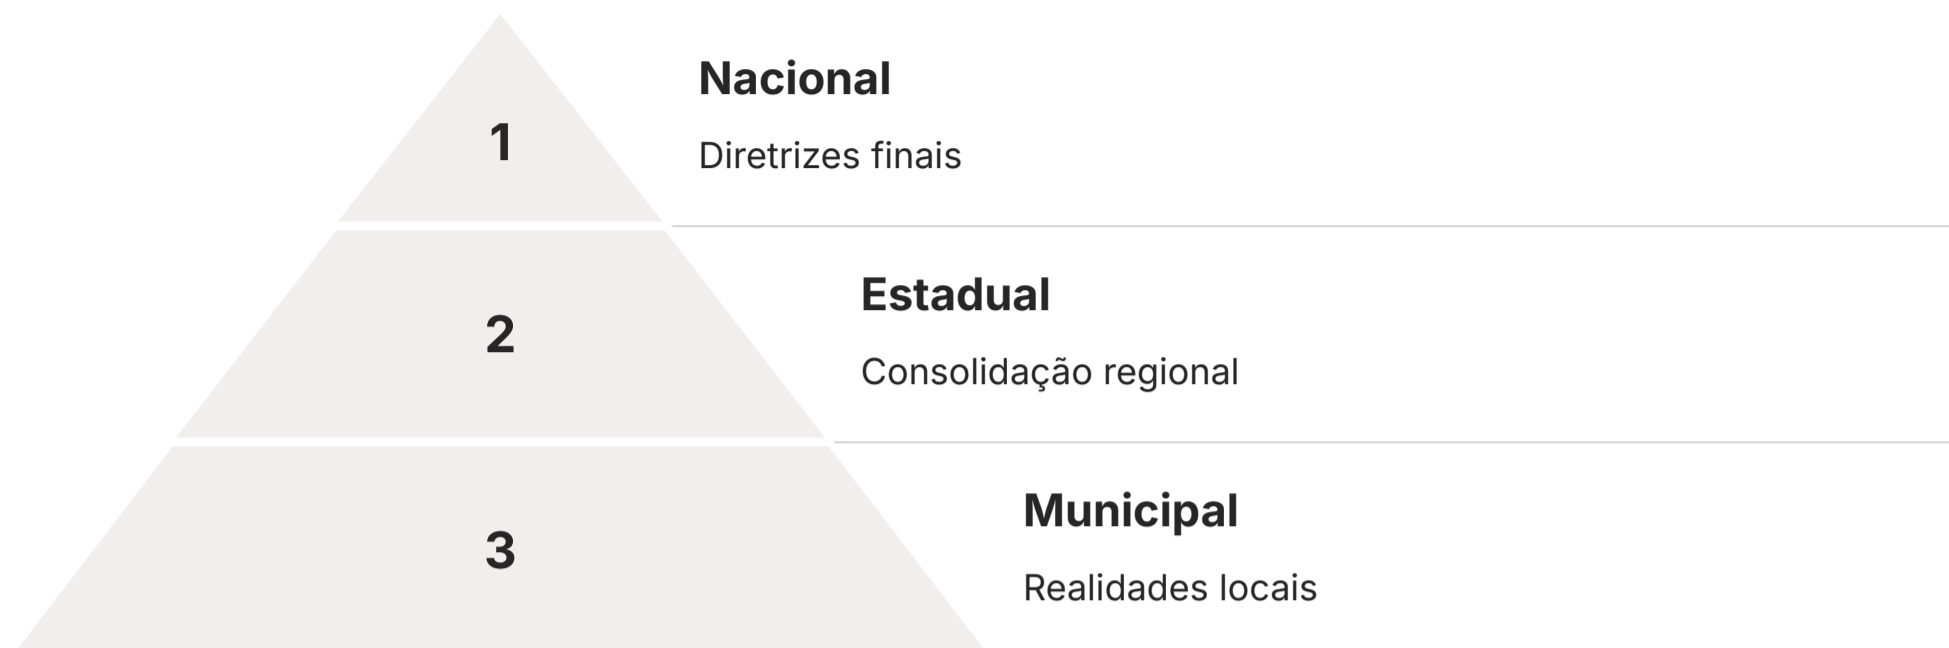 1
Nacional
Diretrizes finais
2
Estadual
Consolidação regional
3
Municipal
Realidades locais